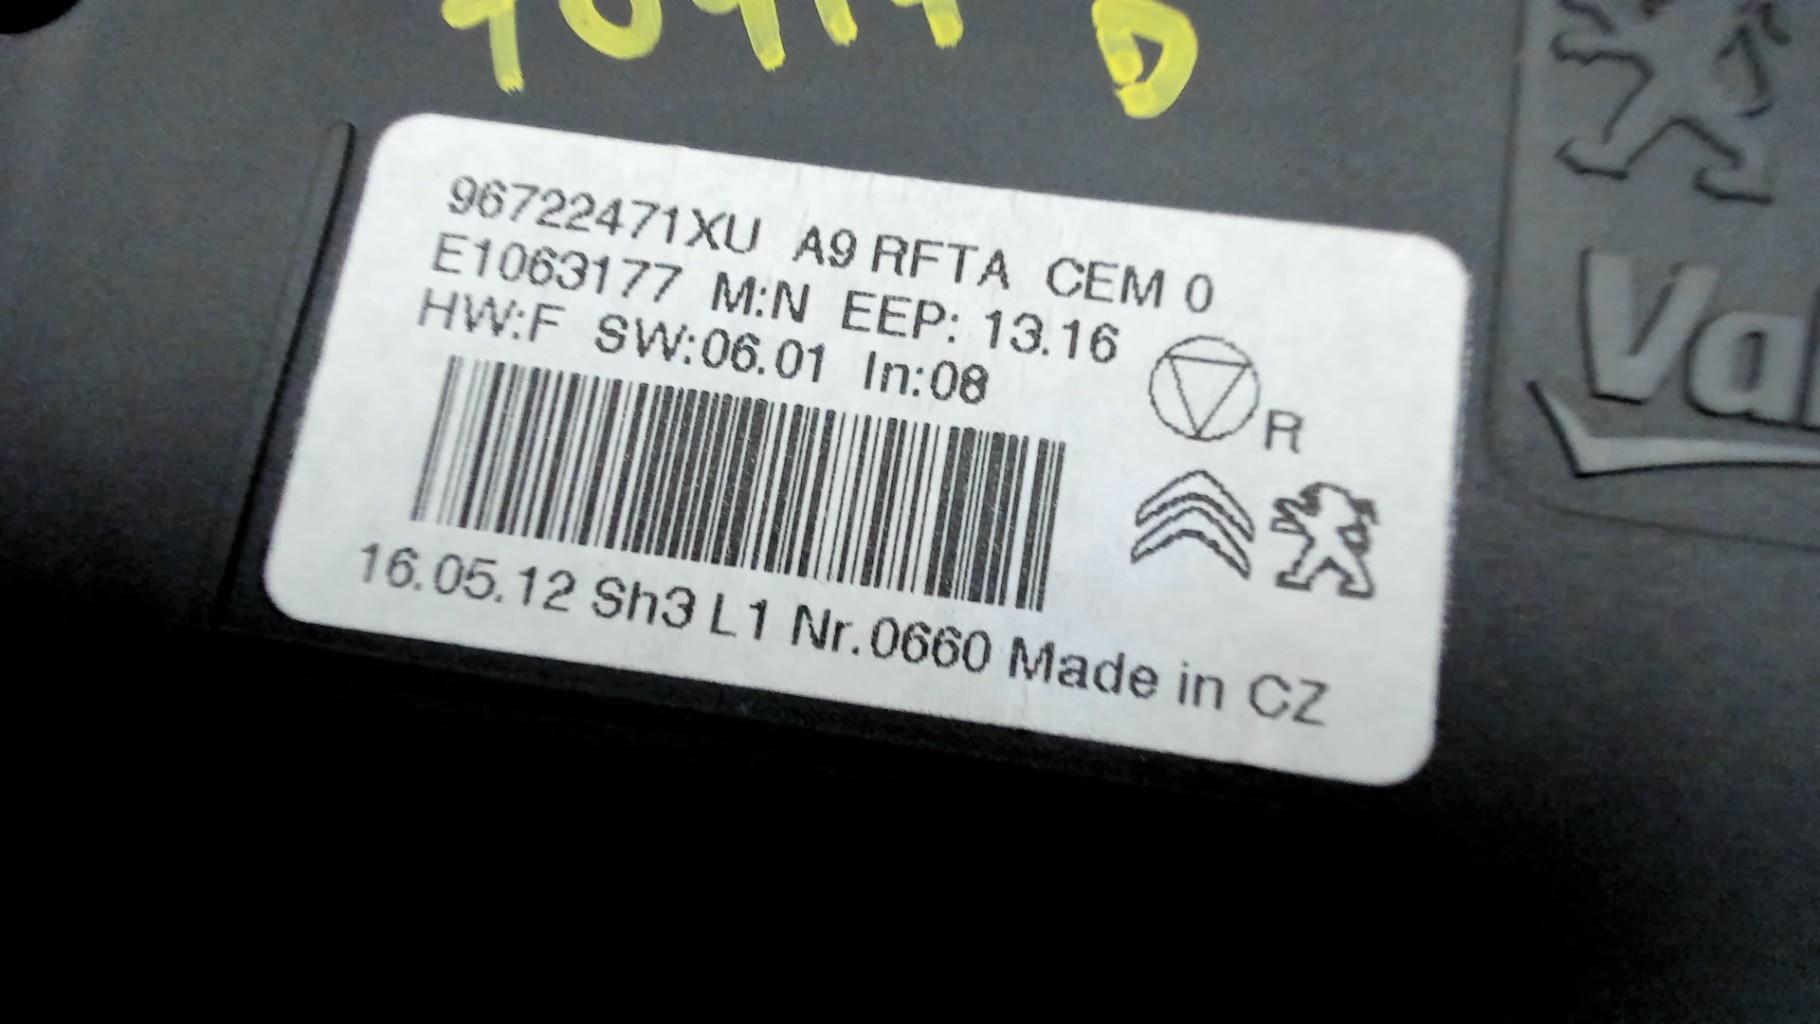 96722471XU A9 RFTA CEM 0
E1063177 M:N EEP: 13.16
HW:F SW:06.01 In:08
R
16.05.12 Sh3 L1 Nr.0660 Made in CZ